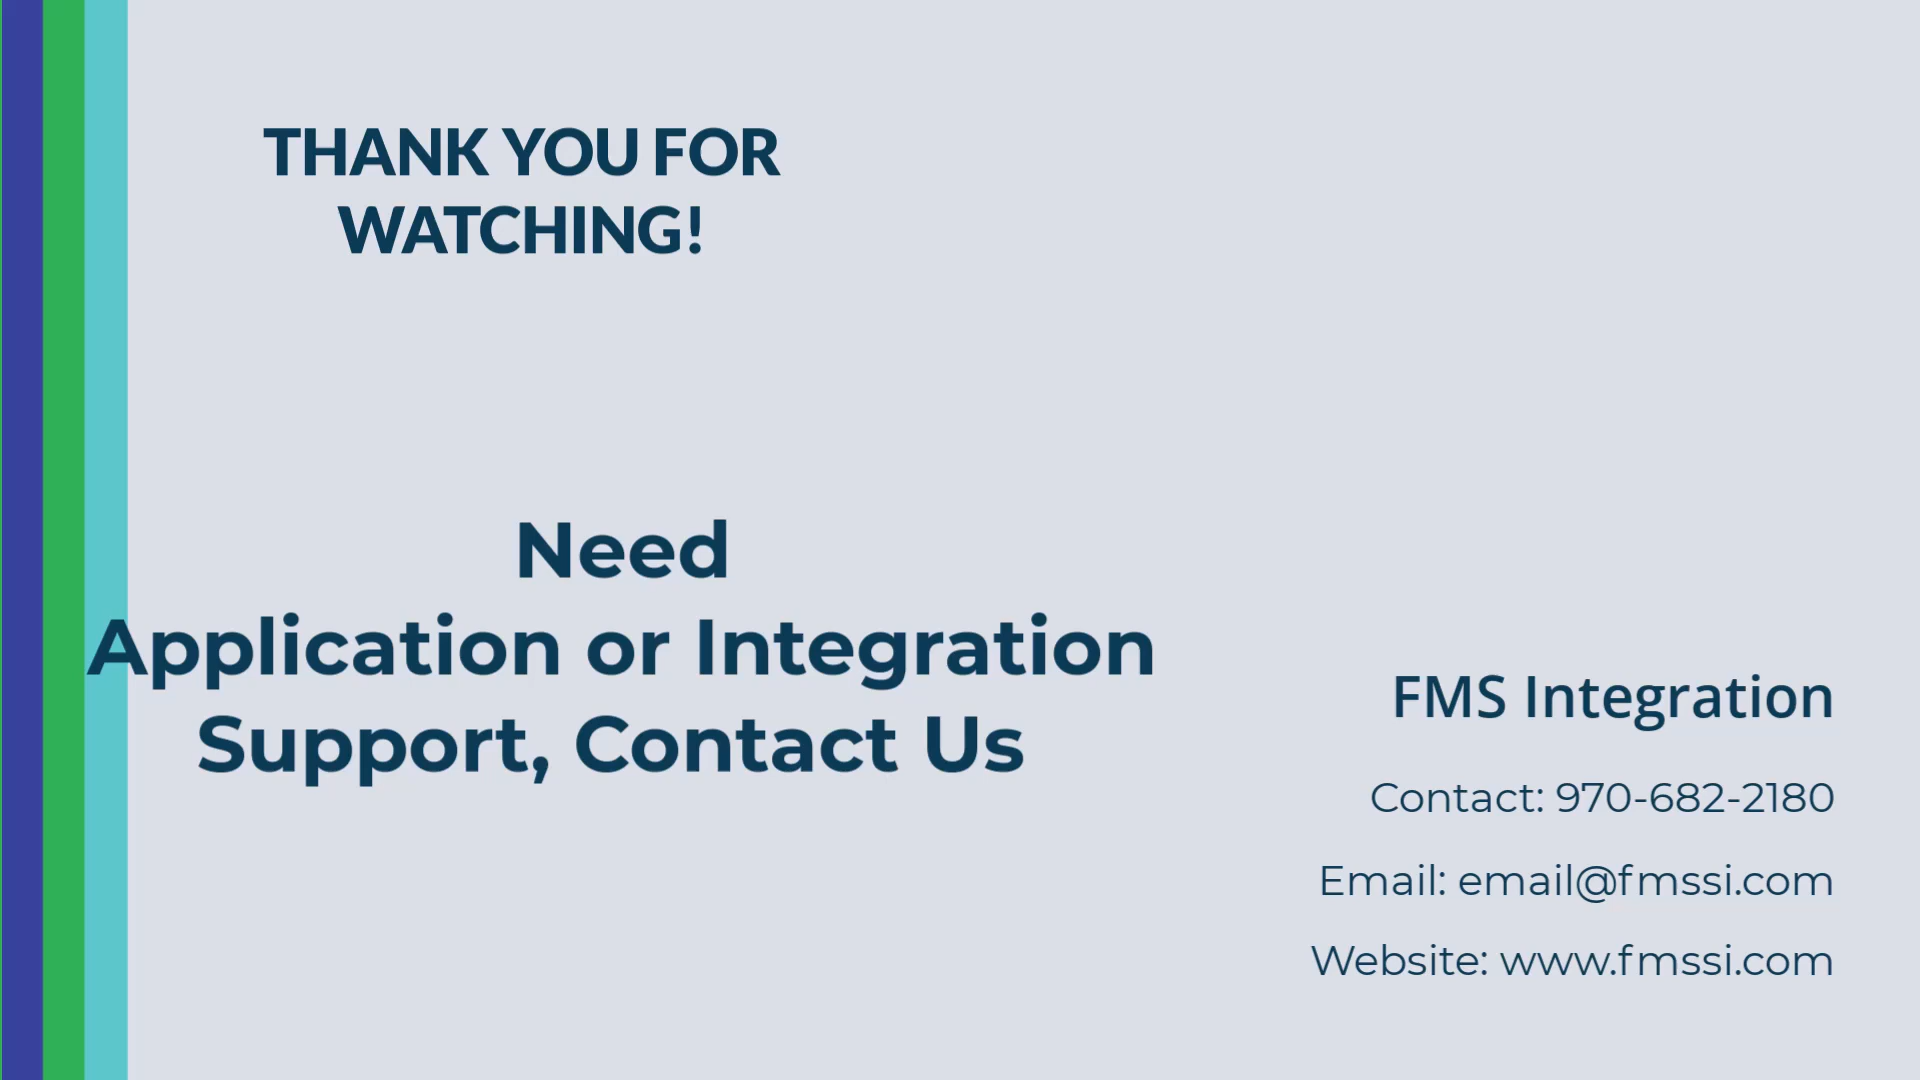 THANK YOU FOR
WATCHING!
Need
Application or Integration
Support, Contact Us
FMS Integration
Contact: 970-682-2180
Email: email@fmssi.com
Website: www.fmssi.com